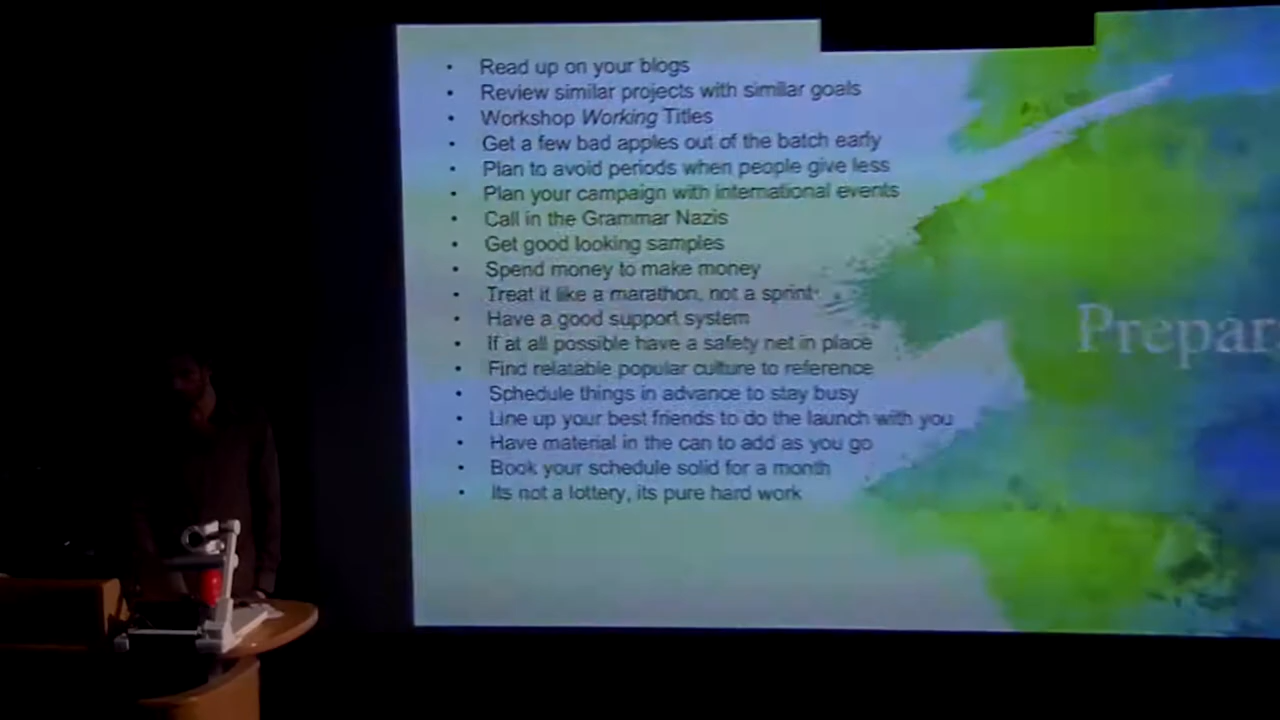 • Read up on your blogs
• Review similar projects with similar goals
• Workshop Working Titles
• Get a few bad apples out of the batch early
• Plan to avoid periods when people give less
• Plan your campaign with international events
• Call in the Grammar Nazis
• Get good looking samples
• Spend money to make money
• Treat it like a marathon, not a sprint
• Have a good support system
• If at all possible have a safety net in place
• Find relatable popular culture to reference
• Schedule things in advance to stay busy
• Line up your best friends to do the launch with you
• Have material in the can to add as you go
• Book your schedule solid for a month
• Its not a lottery, its pure hard work
Prepar